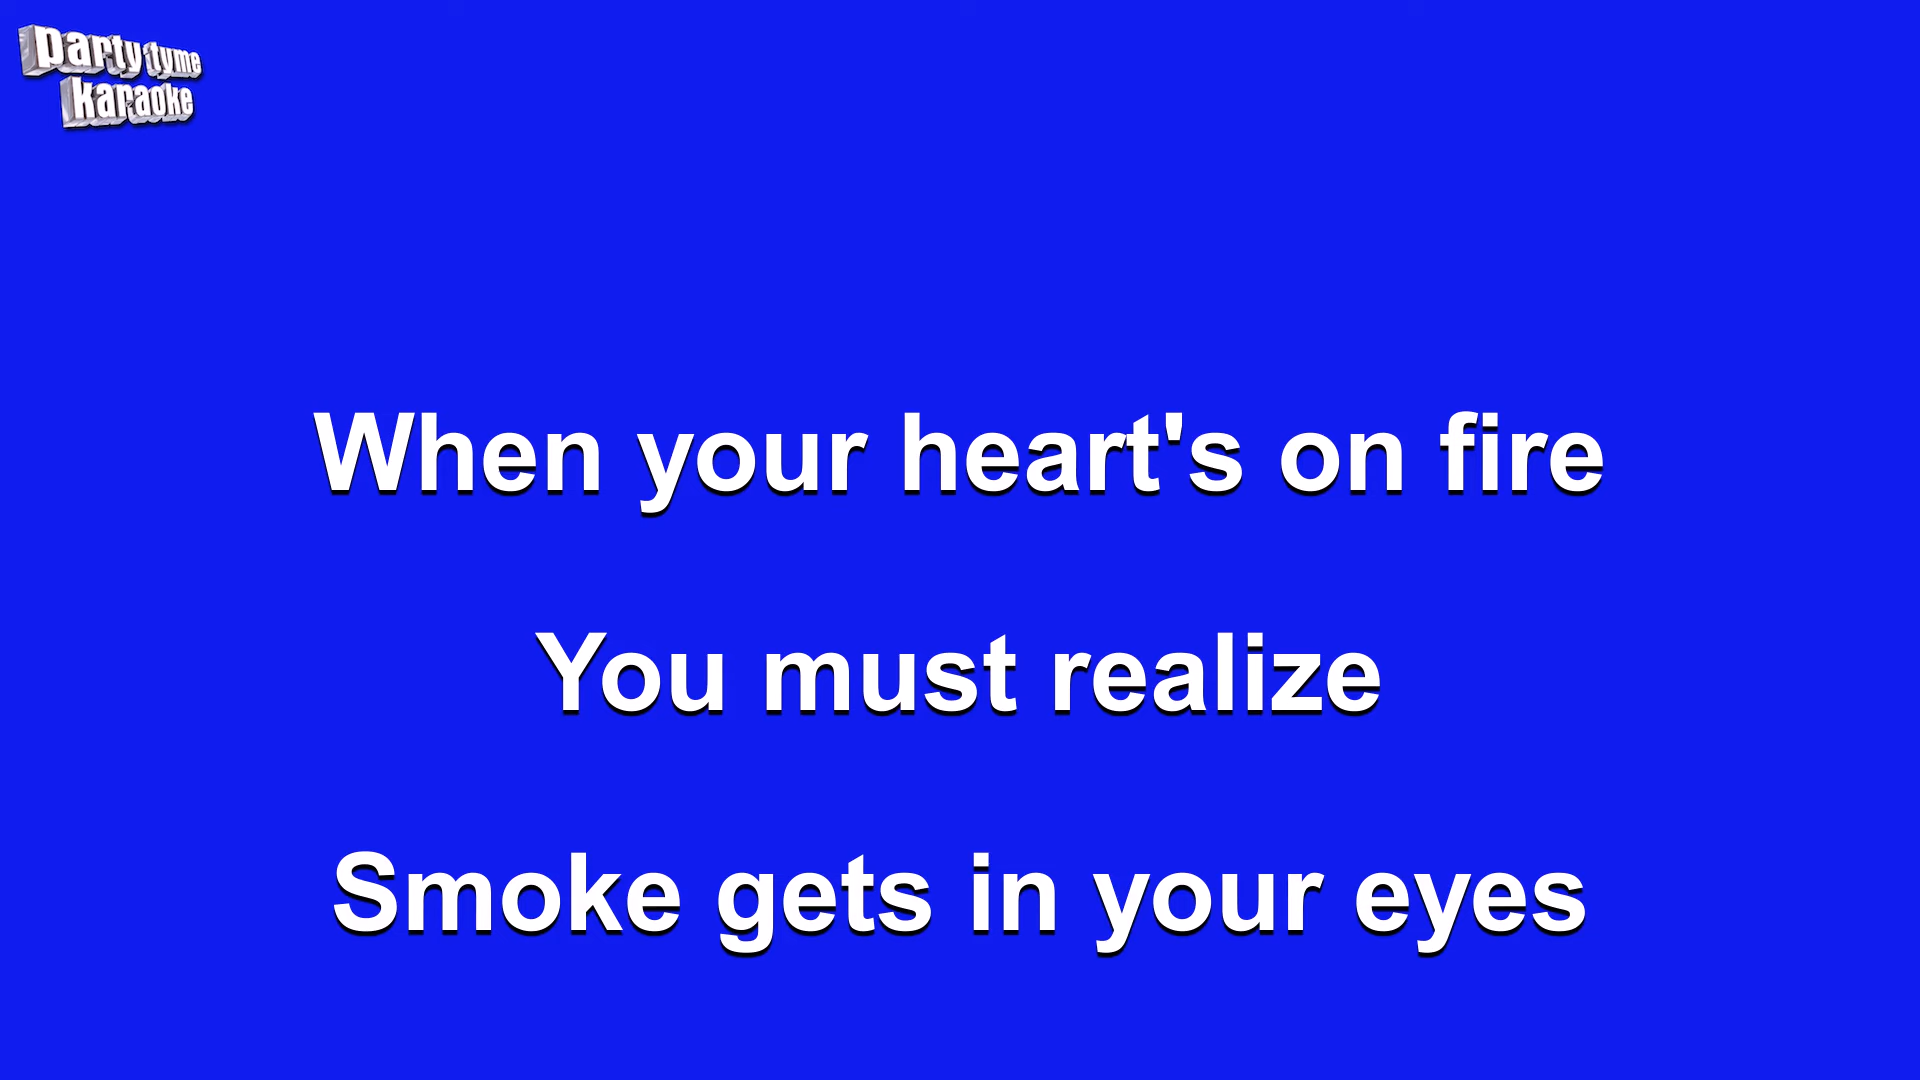 party tyme
karaoke
When your heart's on fire
You must realize
Smoke gets in your eyes